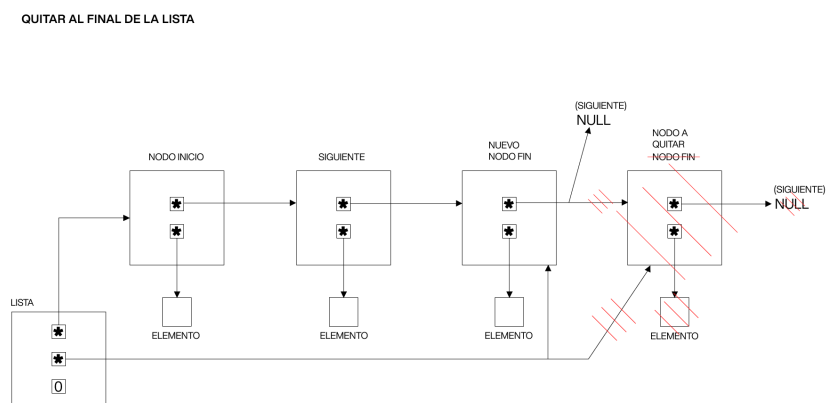 QUITAR AL FINAL DE LA LISTA
(SIGUIENTE)
NULL
NODO INICIO
SIGUIENTE
NUEVO
NODO FIN
NODO A
QUITAR
NODO FIN
(SIGUIENTE)
NULL
*
*
*
*
*
*
*
*
LISTA
ELEMENTO
ELEMENTO
ELEMENTO
ELEMENTO
*
*
0